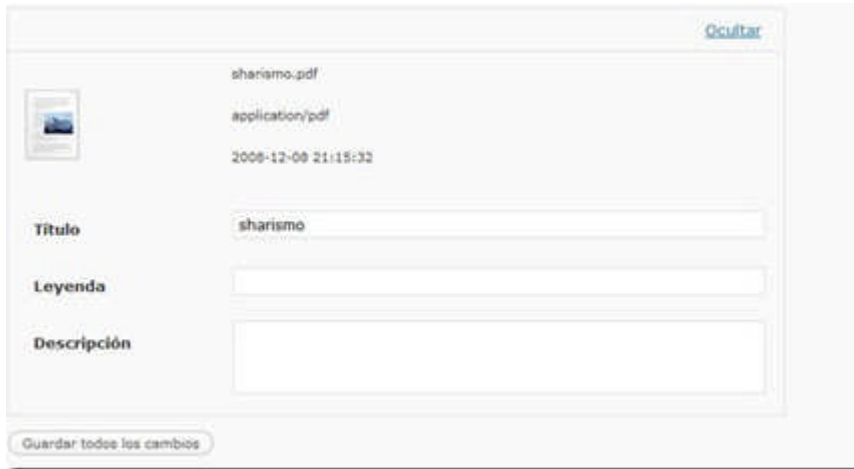 Ocultar
sharismo.pdf
application/pdf
2008-12-08 21:15:32
Título
sharismo
Leyenda
Descripción
Guardar todos los cambios